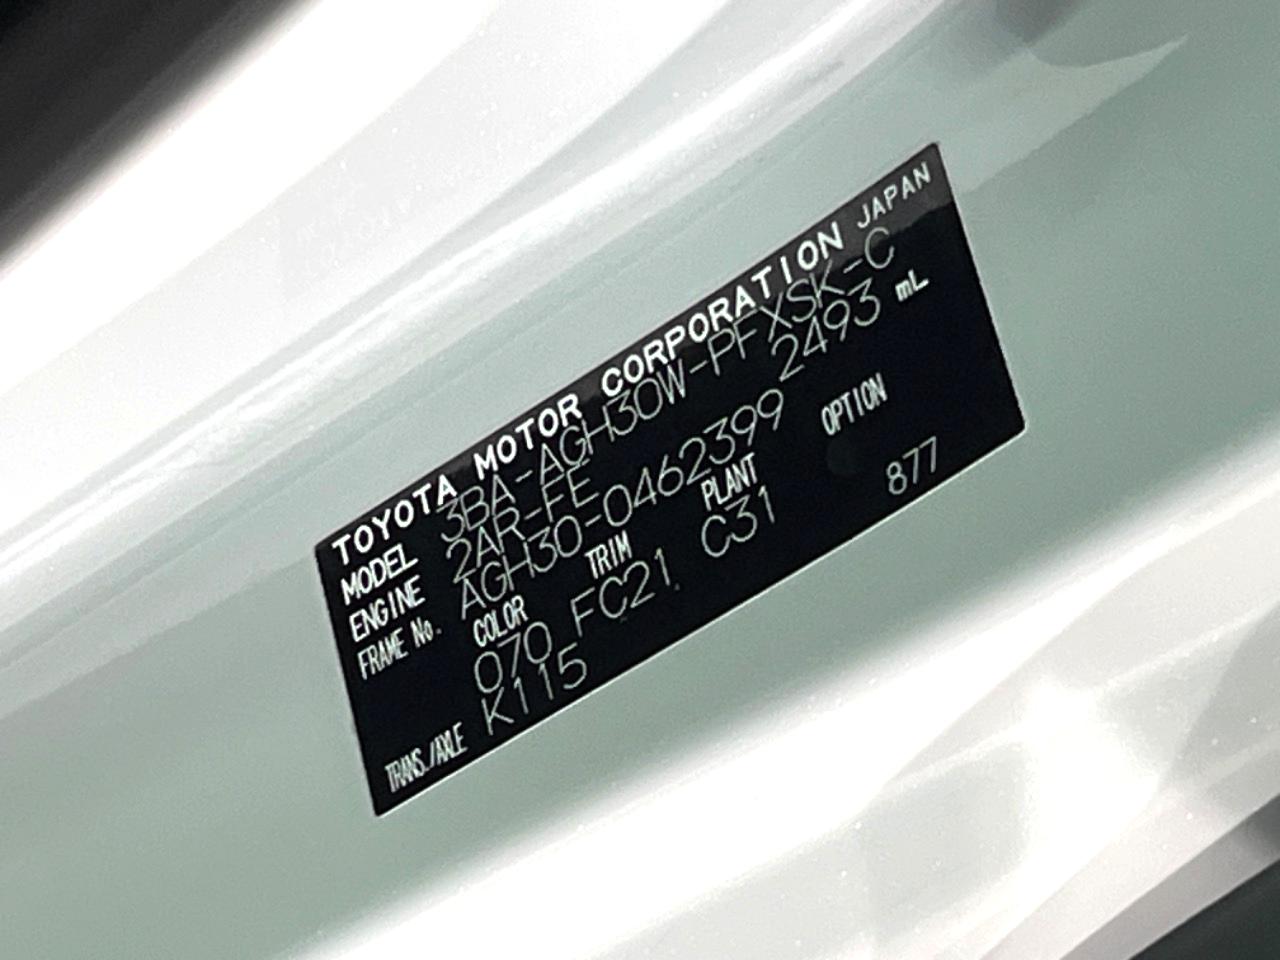 TOYOTA MOTOR CORPORATION JAPAN
MODEL 3BA-AGH30W-PFXSK-C
ENGINE 2AR-FE 2493 mL
FRAME No. AGH30-0462399
COLOR TRIM PLANT OPTION
070 FC21 C31 877
TRANS./AXLE K115